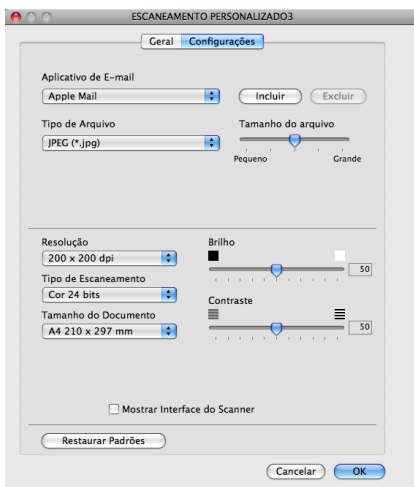 ESCANEAMENTO PERSONALIZADO3
Geral Configurações
Aplicativo de E-mail
Apple Mail Incluir Excluir
Tipo de Arquivo Tamanho do arquivo
JPEG (*.jpg)
Pequeno Grande
Resolução Brilho
200 x 200 dpi
50
Tipo de Escaneamento
Cor 24 bits
Contraste
Tamanho do Documento
A4 210 x 297 mm 50
Mostrar Interface do Scanner
Restaurar Padrões
Cancelar OK